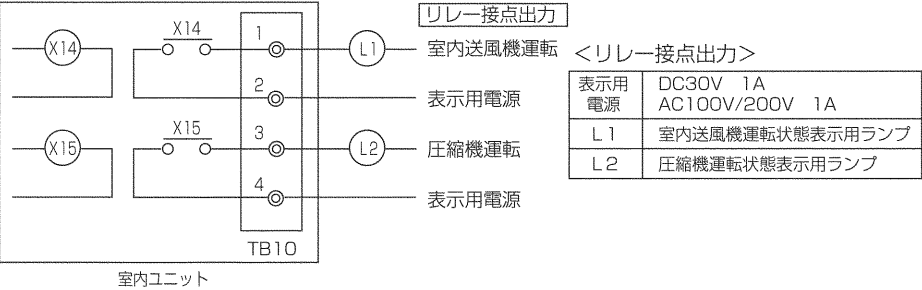 リレー接点出力
X14
X14
1
L1
室内送風機運転
2
表示用電源
X15
X15
3
L2
圧縮機運転
4
表示用電源
TB10
室内ユニット
＜リレー接点出力＞
表示用電源 DC30V 1A
AC100V/200V 1A
L1 室内送風機運転状態表示用ランプ
L2 圧縮機運転状態表示用ランプ